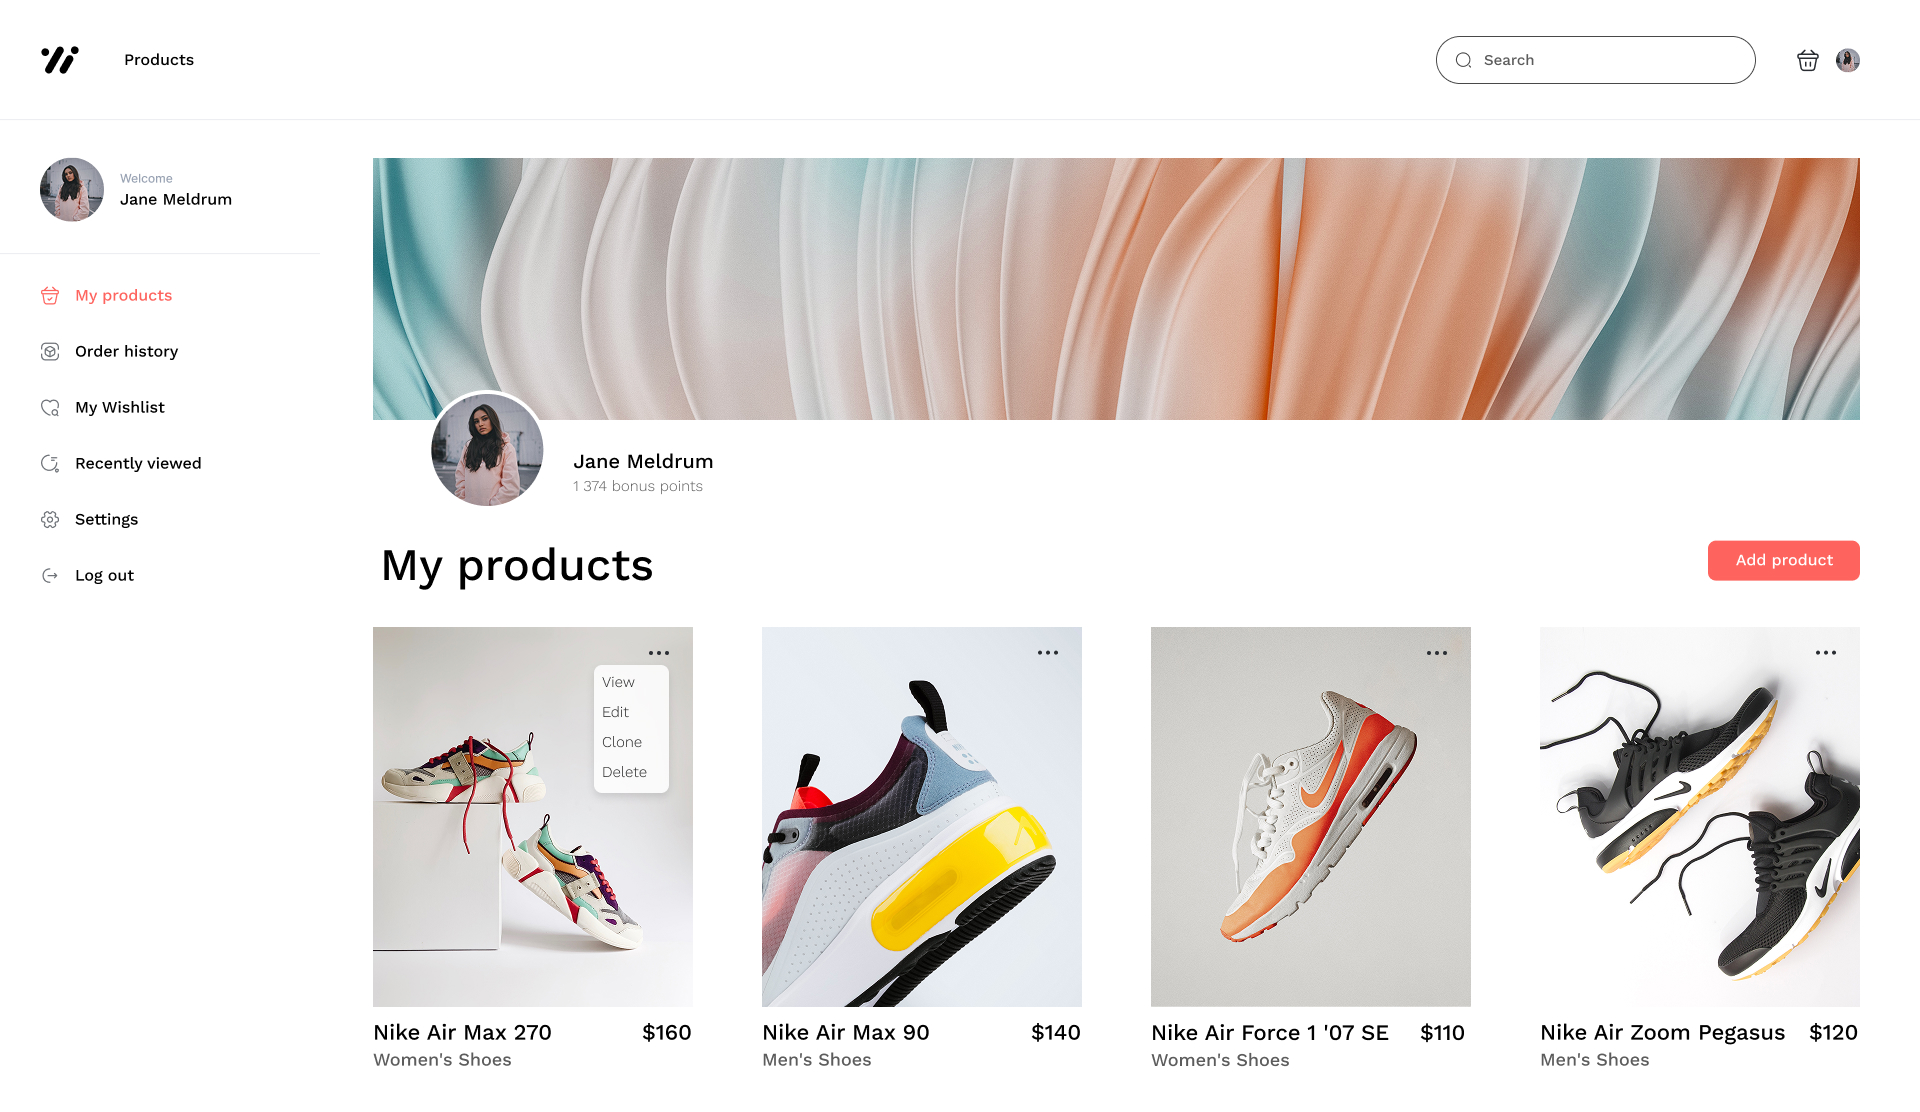 Products
Search
Welcome
Jane Meldrum
My products
Order history
My Wishlist
Recently viewed
Settings
Log out
Jane Meldrum
1 374 bonus points
My products
Add product
View
Edit
Clone
Delete
Nike Air Max 270 $160
Women's Shoes
Nike Air Max 90 $140
Men's Shoes
Nike Air Force 1 '07 SE $110
Women's Shoes
Nike Air Zoom Pegasus $120
Men's Shoes